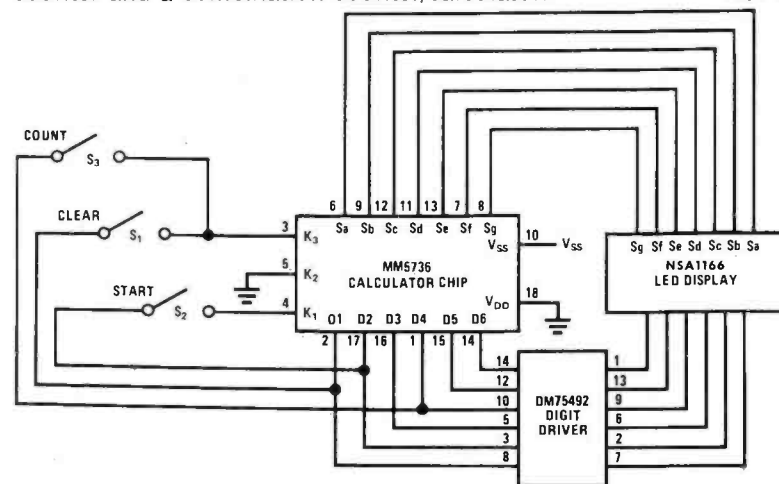 COUNT
S3
6 9 12 11 13 7 8
CLEAR
S1
3 K3
Sa Sb Sc Sd Se Sf Sg
VSS 10 VSS
Sg Sf Se Sd Sc Sb Sa
NSA1166
LED DISPLAY
5 K2
MM5736
CALCULATOR CHIP
START
S2
4 K1
VDD 18
O1 D2 D3 D4 D5 D6
2 17 16 1 15 14
14
12
10
5
3
8
DM75492
DIGIT
DRIVER
1
13
9
6
2
7